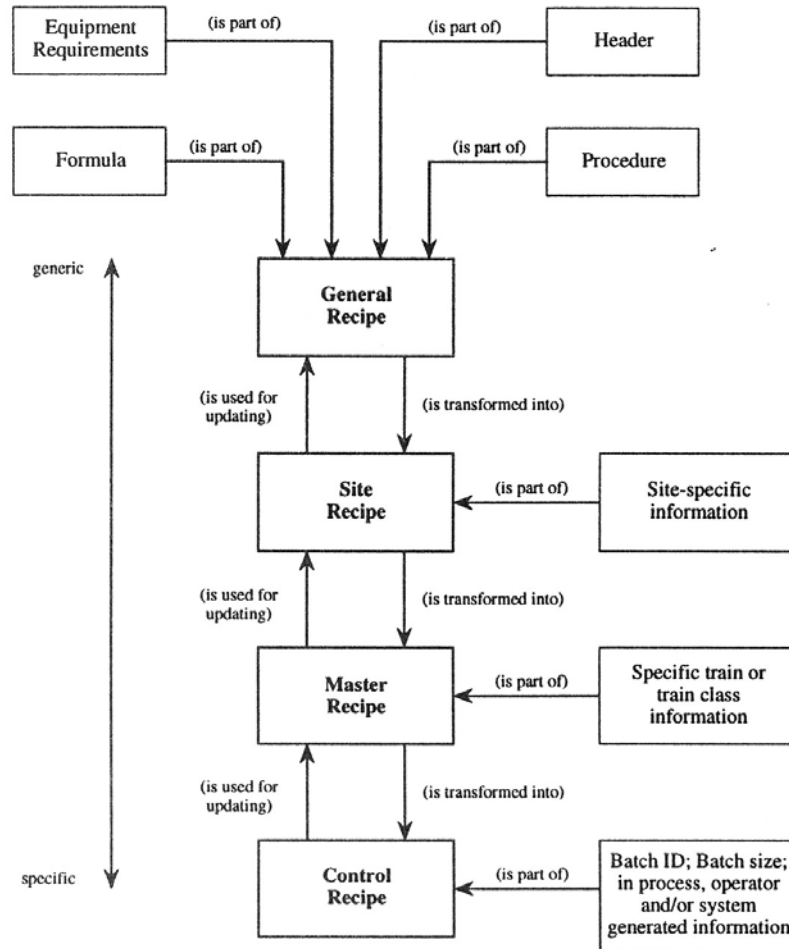 Equipment
Requirements
(is part of)
(is part of)
Header
Formula
(is part of)
(is part of)
Procedure
generic
General
Recipe
(is used for
updating)
(is transformed into)
Site
Recipe
(is part of)
Site-specific
information
(is used for
updating)
(is transformed into)
Master
Recipe
(is part of)
Specific train or
train class
information
(is used for
updating)
(is transformed into)
specific
Control
Recipe
(is part of)
Batch ID; Batch size;
in process, operator
and/or system
generated information